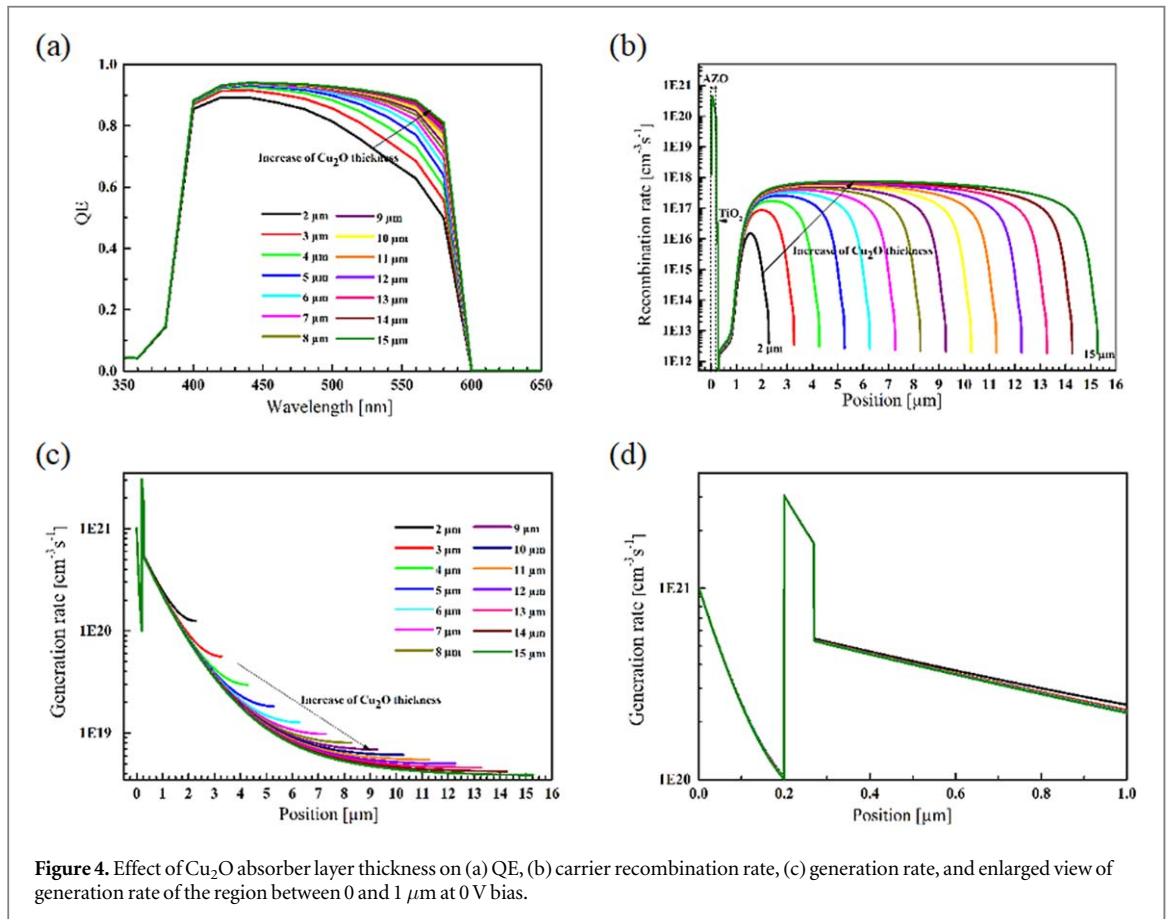 (a)
QE
1.0
0.8
0.6
0.4
0.2
0.0
Increase of Cu₂O thickness
2 µm
3 µm
4 µm
5 µm
6 µm
7 µm
8 µm
9 µm
10 µm
11 µm
12 µm
13 µm
14 µm
15 µm
350 400 450 500 550 600 650
Wavelength [nm]
(b)
Recombination rate [cm⁻³s⁻¹]
1E21
1E20
1E19
1E18
1E17
1E16
1E15
1E14
1E13
1E12
AZO
TiO₂
Increase of Cu₂O thickness
2 µm
15 µm
0 1 2 3 4 5 6 7 8 9 10 11 12 13 14 15 16
Position [µm]
(c)
Generation rate [cm⁻³s⁻¹]
1E21
1E20
1E19
2 µm
3 µm
4 µm
5 µm
6 µm
7 µm
8 µm
9 µm
10 µm
11 µm
12 µm
13 µm
14 µm
15 µm
Increase of Cu₂O thickness
0 1 2 3 4 5 6 7 8 9 10 11 12 13 14 15 16
Position [µm]
(d)
Generation rate [cm⁻³s⁻¹]
1E21
1E20
0.0 0.2 0.4 0.6 0.8 1.0
Position [µm]
Figure 4. Effect of Cu₂O absorber layer thickness on (a) QE, (b) carrier recombination rate, (c) generation rate, and enlarged view of
generation rate of the region between 0 and 1 µm at 0 V bias.